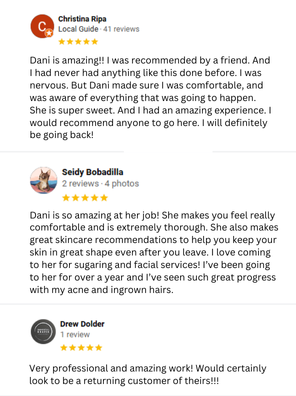 C
Christina Ripa
Local Guide · 41 reviews
Dani is amazing!! I was recommended by a friend. And
I had never had anything like this done before. I was
nervous. But Dani made sure I was comfortable, and
was aware of everything that was going to happen.
She is super sweet. And I had an amazing experience. I
would recommend anyone to go here. I will definitely
be going back!
Seidy Bobadilla
2 reviews · 4 photos
Dani is so amazing at her job! She makes you feel really
comfortable and is extremely thorough. She also makes
great skincare recommendations to help you keep your
skin in great shape even after you leave. I love coming
to her for sugaring and facial services! I've been going
to her for over a year and I've seen such great progress
with my acne and ingrown hairs.
Drew Dolder
1 review
Very professional and amazing work! Would certainly
look to be a returning customer of theirs!!!